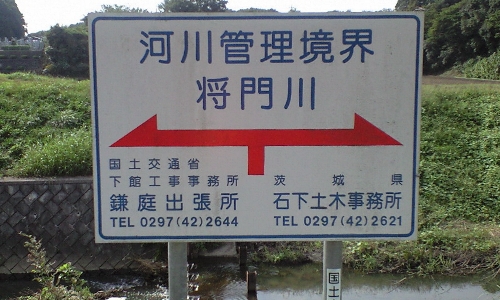 河川管理境界
将門川
国土交通省
下館工事事務所
鎌庭出張所
TEL 0297(42)2644
茨城県
石下土木事務所
TEL 0297(42)2621
国土